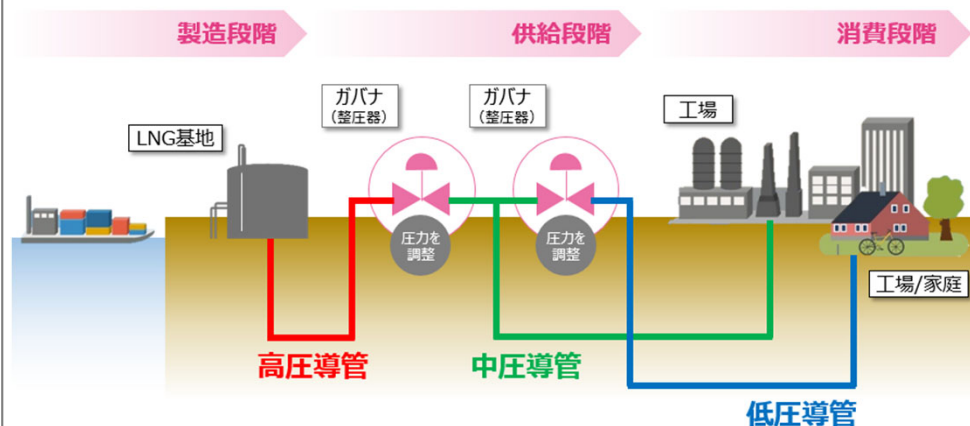 製造段階
供給段階
消費段階
ガバナ
（整圧器）
ガバナ
（整圧器）
工場
LNG基地
圧力を
調整
圧力を
調整
工場/家庭
高圧導管
中圧導管
低圧導管